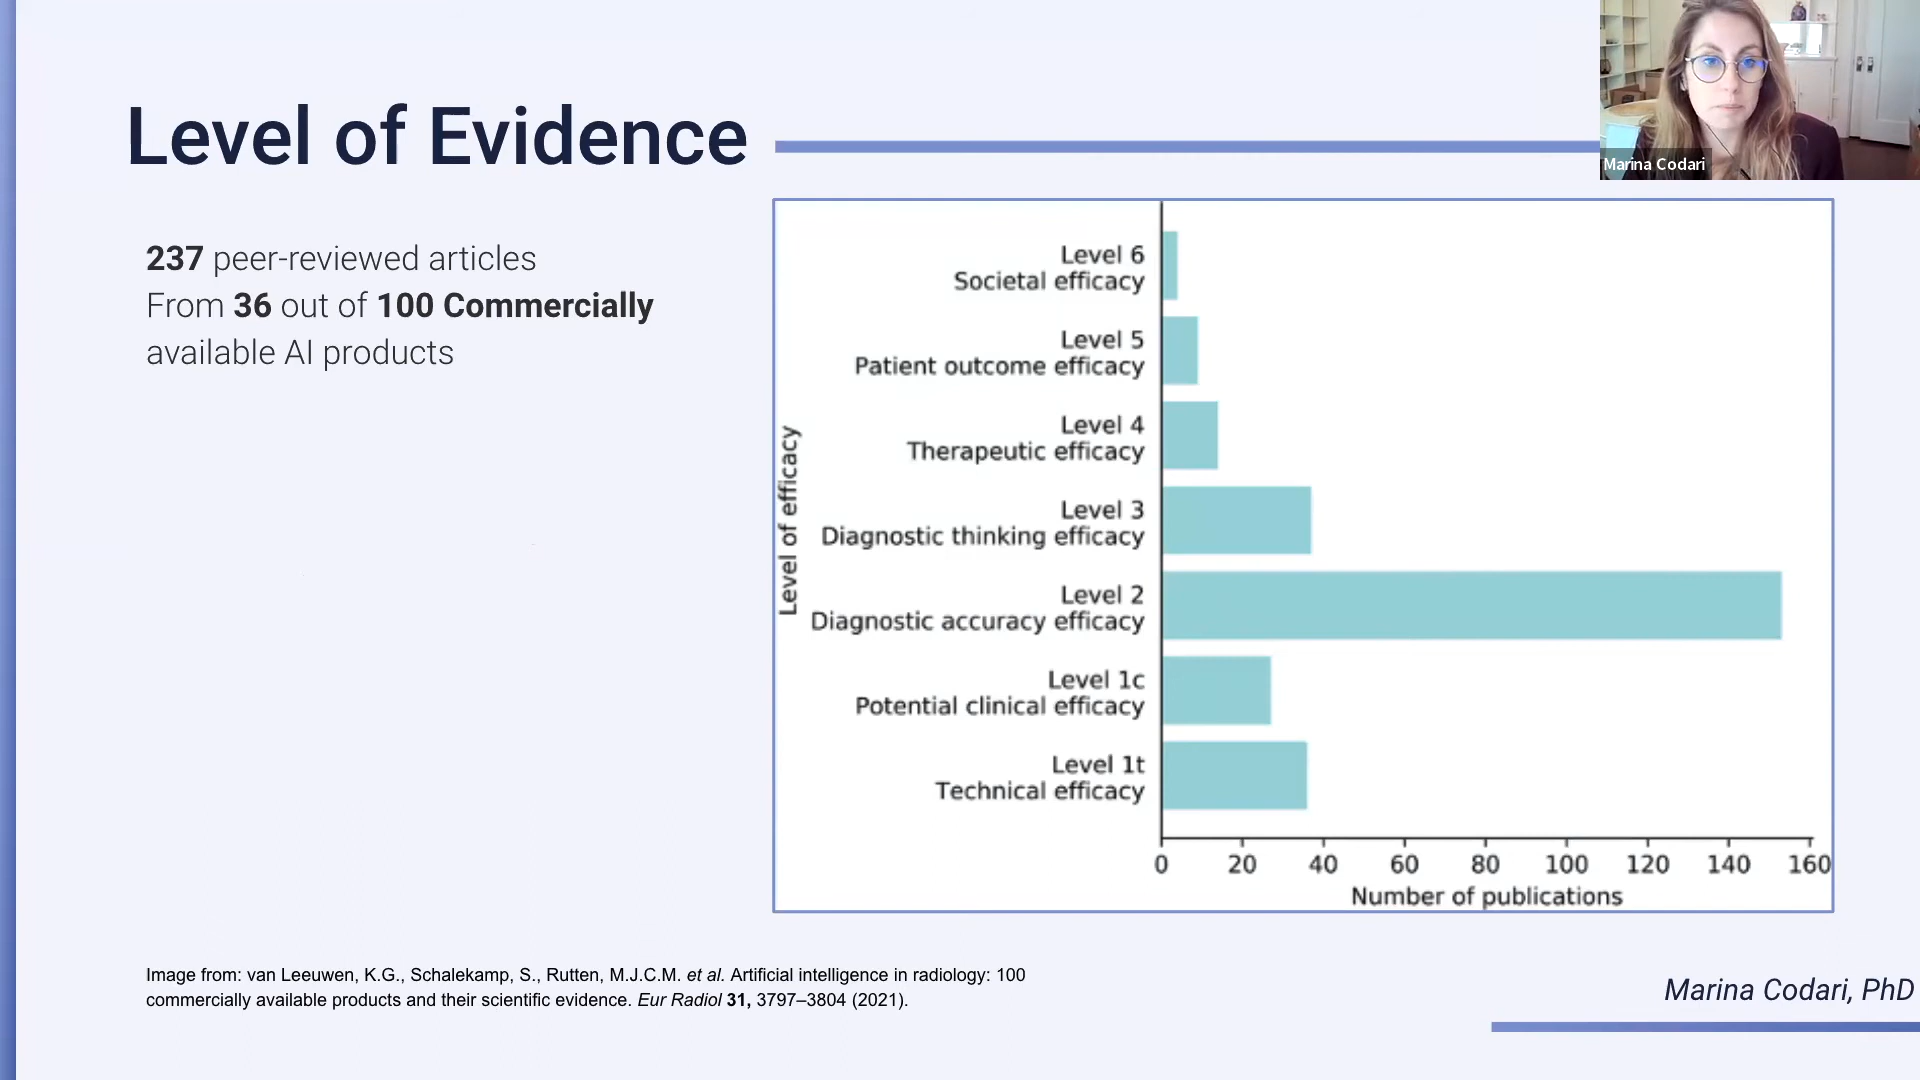 Level of Evidence
Marina Codari
237 peer-reviewed articles
From 36 out of 100 Commercially
available AI products
Level of efficacy
Level 6
Societal efficacy
Level 5
Patient outcome efficacy
Level 4
Therapeutic efficacy
Level 3
Diagnostic thinking efficacy
Level 2
Diagnostic accuracy efficacy
Level 1c
Potential clinical efficacy
Level 1t
Technical efficacy
0 20 40 60 80 100 120 140 160
Number of publications
Image from: van Leeuwen, K.G., Schalekamp, S., Rutten, M.J.C.M. et al. Artificial intelligence in radiology: 100
commercially available products and their scientific evidence. Eur Radiol 31, 3797–3804 (2021).
Marina Codari, PhD